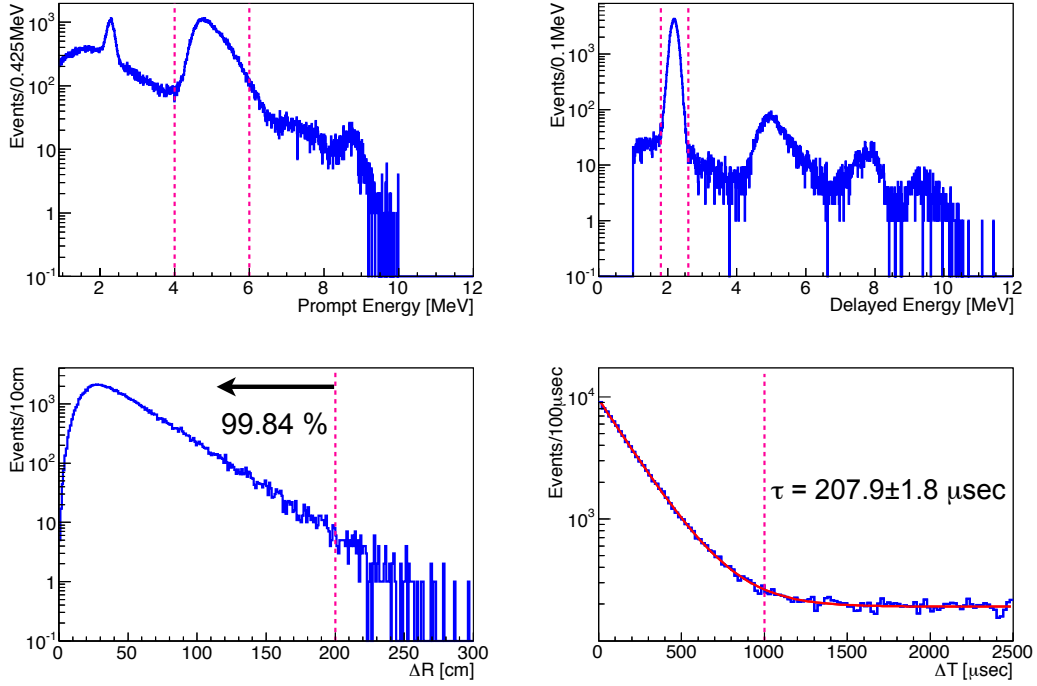 Events/0.425MeV
10³
10²
10
1
10⁻¹
2 4 6 8 10 12
Prompt Energy [MeV]
Events/0.1MeV
10³
10²
10
1
10⁻¹
0 2 4 6 8 10 12
Delayed Energy [MeV]
Events/10cm
10³
10²
10
1
10⁻¹
99.84 %
0 50 100 150 200 250 300
ΔR [cm]
Events/100μsec
10⁴
10³
τ = 207.9±1.8 μsec
0 500 1000 1500 2000 2500
ΔT [μsec]